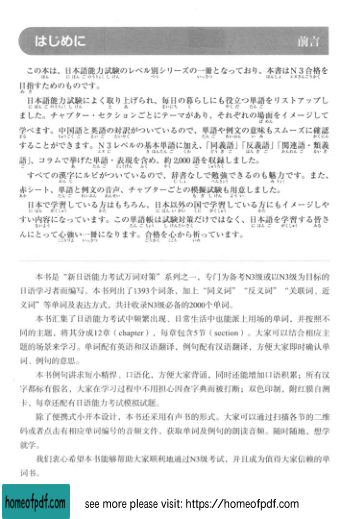 はじめに
前言
この本は、日本語能力試験のレベル別シリーズの一冊となっており、本書はN3合格を
目指すためのものです。
日本語能力試験によく取り上げられ、毎日の暮らしにも役立つ単語をリストアップし
ました。チャプター・セクションごとにテーマがあり、それぞれの場面をイメージして
学べます。中国語と英語の対訳がついているので、単語や例文の意味もスムーズに確認
することができます。N3レベルの基本単語に加え、「同義語」「反義語」「関連語・類義
語」、コラムで挙げた単語・表現を含め、約2,000語を収録しました。
すべての漢字にルビがついているので、辞書なしで勉強できるのも魅力です。また、
赤シート、単語と例文の音声、チャプターごとの模擬試験も用意しました。
日本で学習している方はもちろん、日本以外の国で学習している方にもイメージしや
すい内容になっています。この単語帳は試験対策だけではなく、日本語を学習する皆さ
んにとって心強い一冊になります。合格を心から祈っています。
本书是“新日语能力考试万词对策”系列之一，专门为备考N3级或以N3级为目标的
日语学习者而编写。本书列出了1393个词条，加上“同义词”“反义词”“关联词、近
义词”等单词及表达方式，共计收录N3级必备的2000个单词。
本书汇集了日语能力考试中频繁出现、日常生活中也能派上用场的单词，并按照不
同的主题，将其分成12章（chapter），每章包含5节（section）。大家可以结合相应主
题的场景来学习。单词配有英语和汉语翻译，例句配有汉语翻译，方便大家即时确认单
词、例句的意思。
本书例句讲求短小精悍、口语化，方便大家背诵，同时还能增加口语积累；所有汉
字都标有假名，大家在学习过程中不用担心因查字典而被打断；双色印制，附红膜自测
卡，每章还配有日语能力考试模拟试题。
除了便携式小开本设计，本书还采用有声书的形式。大家可以通过扫描各节的二维
码或者点击有相应单词编号的音频文件，获取单词及例句的朗读音频。随时随地，想学
就学。
我们衷心希望本书能够帮助大家顺利地通过N3级考试，并且成为值得大家信赖的单
词书。
homeofpdf.com
see more please visit: https://homeofpdf.com